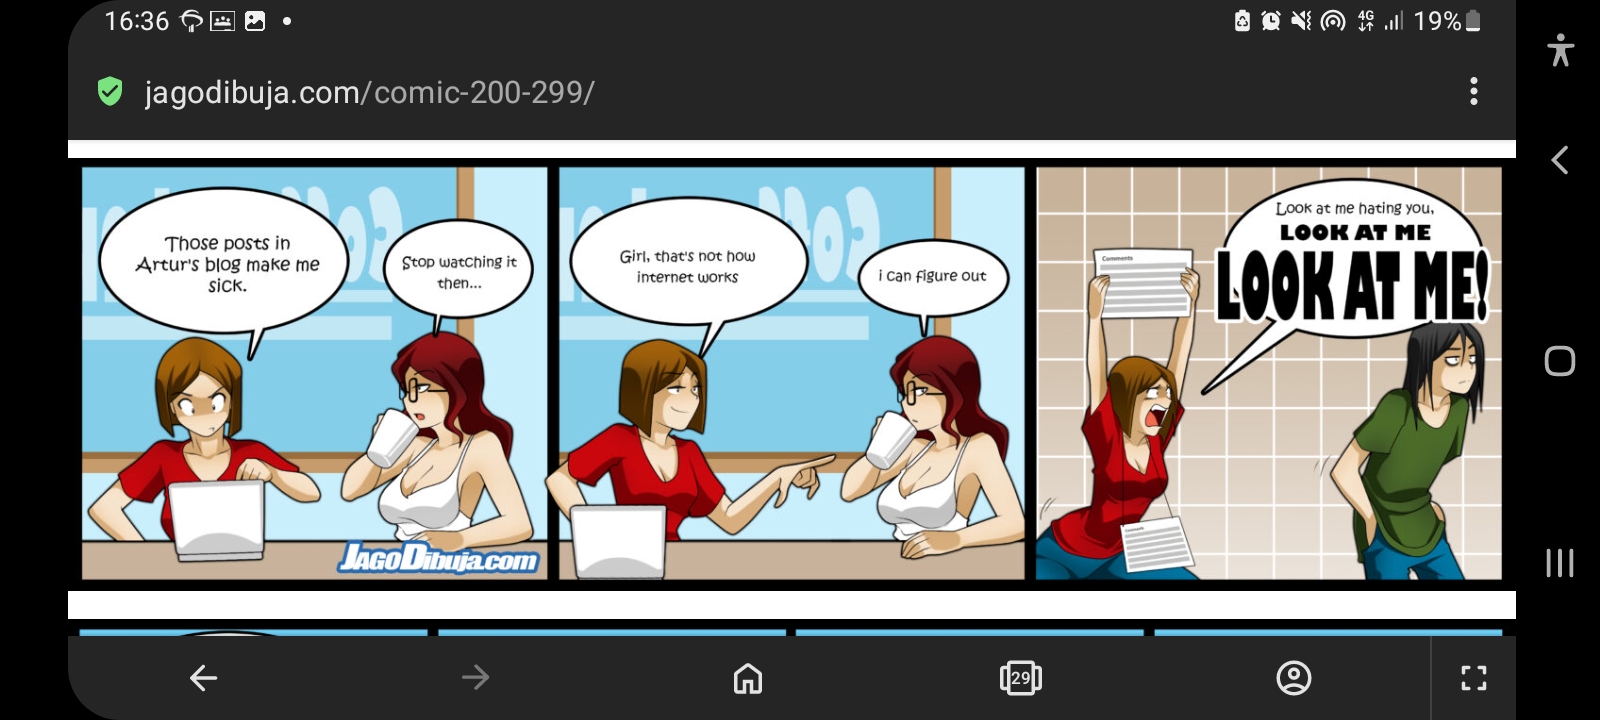 16:36
4G
19%
jagodibuja.com/comic-200-299/
Those posts in
Artur's blog make me
sick.
Stop watching it
then...
JAGODibuja.com
Girl, that's not how
internet works
i can figure out
Look at me hating you,
LOOK AT ME
LOOK AT ME!
Comments
29